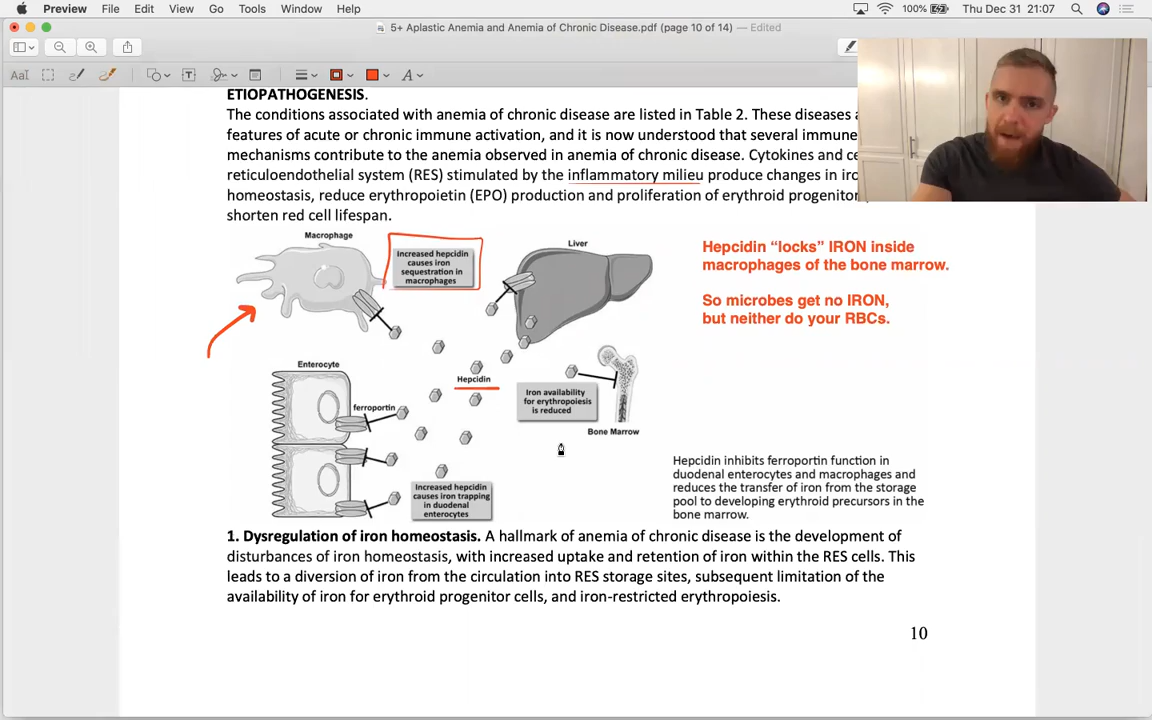 Preview File Edit View Go Tools Window Help 100% Thu Dec 31 21:07
5+ Aplastic Anemia and Anemia of Chronic Disease.pdf (page 10 of 14) — Edited
ETIOPATHOGENESIS.
The conditions associated with anemia of chronic disease are listed in Table 2. These diseases
features of acute or chronic immune activation, and it is now understood that several immune
mechanisms contribute to the anemia observed in anemia of chronic disease. Cytokines and
reticuloendothelial system (RES) stimulated by the inflammatory milieu produce changes in
homeostasis, reduce erythropoietin (EPO) production and proliferation of erythroid progenitor
shorten red cell lifespan.
Macrophage
Increased hepcidin
causes iron
sequestration in
macrophages
Liver
Hepcidin “locks” IRON inside
macrophages of the bone marrow.
So microbes get no IRON,
but neither do your RBCs.
Enterocyte
ferroportin
Hepcidin
Iron availability
for erythropoiesis
is reduced
Bone Marrow
Increased hepcidin
causes iron trapping
in duodenal
enterocytes
Hepcidin inhibits ferroportin function in
duodenal enterocytes and macrophages and
reduces the transfer of iron from the storage
pool to developing erythroid precursors in the
bone marrow.
1. Dysregulation of iron homeostasis. A hallmark of anemia of chronic disease is the development of
disturbances of iron homeostasis, with increased uptake and retention of iron within the RES cells. This
leads to a diversion of iron from the circulation into RES storage sites, subsequent limitation of the
availability of iron for erythroid progenitor cells, and iron-restricted erythropoiesis.
10